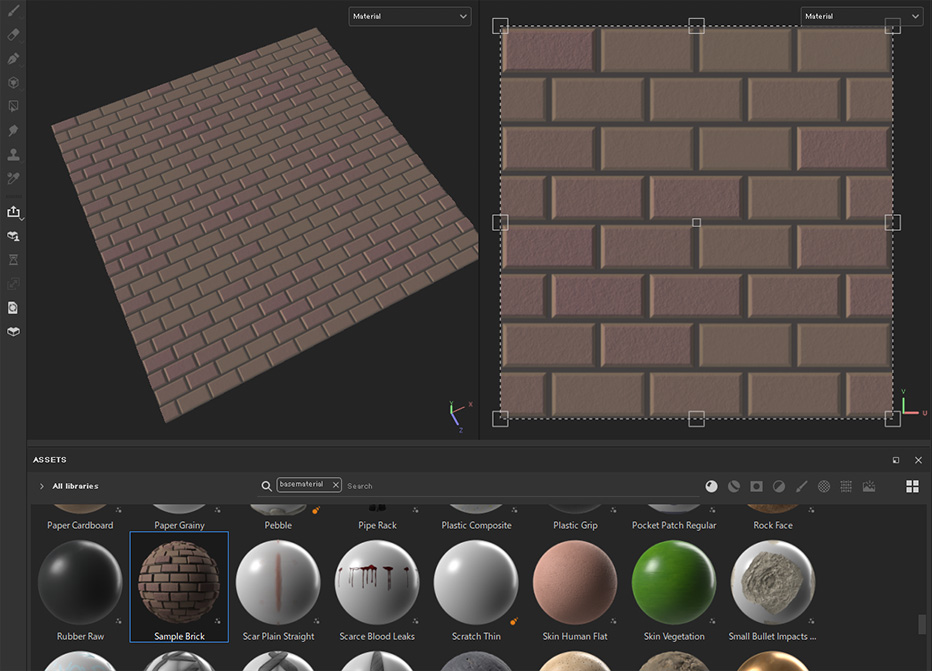 Material
Material
Y
X
Z
V
U
ASSETS
All libraries
basematerial
Search
Paper Cardboard
Paper Grainy
Pebble
Pipe Rack
Plastic Composite
Plastic Grip
Pocket Patch Regular
Rock Face
Rubber Raw
Sample Brick
Scar Plain Straight
Scarce Blood Leaks
Scratch Thin
Skin Human Flat
Skin Vegetation
Small Bullet Impacts ...